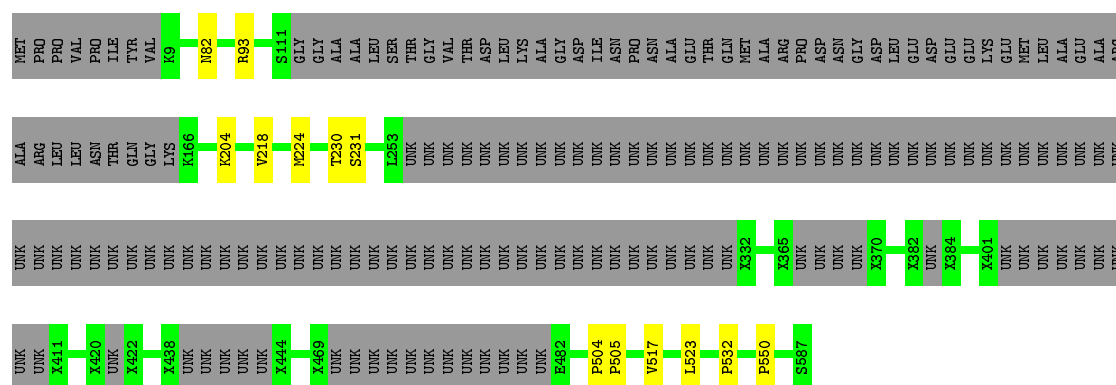 MET PRO PRO VAL PRO ILE TYR VAL K9 N82 R93 S111 GLY GLY ALA ALA LEU SER THR GLY VAL THR ASP LEU LYS ALA GLY ASP ILE ASN PRO ASN ALA GLU THR GLN MET ALA ARG PRO ASP ASN GLY ASP LEU GLU ASP GLU GLU LYS GLU MET LEU ALA GLU ALA ARG
ALA ARG LEU LEU ASN THR GLN GLY LYS K166 K204 V218 M224 T230 S231 L253 UNK UNK UNK UNK UNK UNK UNK UNK UNK UNK UNK UNK UNK UNK UNK UNK UNK UNK UNK UNK UNK UNK UNK UNK UNK UNK UNK UNK UNK UNK UNK UNK UNK UNK UNK UNK UNK UNK UNK
UNK UNK UNK UNK UNK UNK UNK UNK UNK UNK UNK UNK UNK UNK UNK UNK UNK UNK UNK UNK UNK UNK UNK UNK UNK UNK UNK UNK UNK UNK UNK UNK UNK UNK UNK UNK UNK UNK UNK X332 X365 UNK UNK UNK UNK X370 X382 UNK X384 X401 UNK UNK UNK UNK UNK UNK UNK
UNK UNK X411 X420 UNK X422 X438 UNK UNK UNK UNK UNK X444 X469 UNK UNK UNK UNK UNK UNK UNK UNK UNK UNK UNK UNK E482 P504 P505 V517 L523 P532 P550 S587